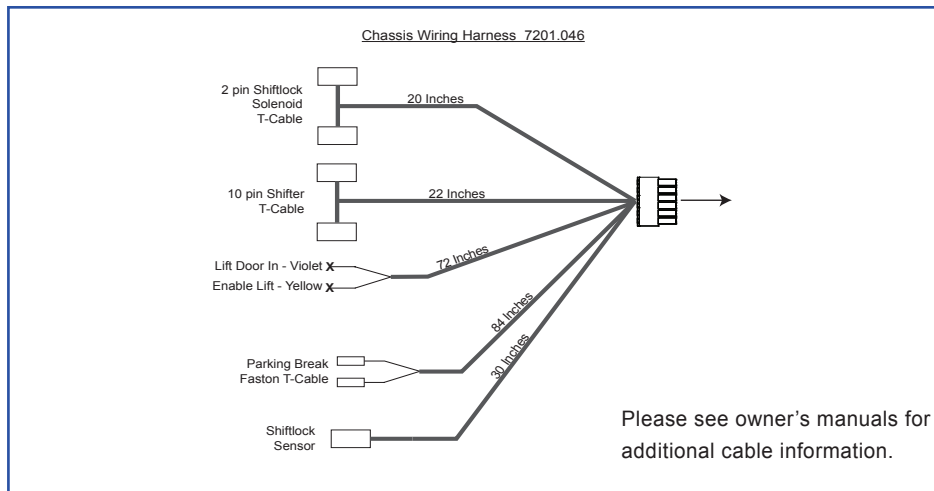 Chassis Wiring Harness 7201.046
2 pin Shiftlock
Solenoid
T-Cable
20 Inches
10 pin Shifter
T-Cable
22 Inches
Lift Door In - Violet X
Enable Lift - Yellow X
72 Inches
84 Inches
Parking Break
Faston T-Cable
30 Inches
Shiftlock
Sensor
Please see owner's manuals for
additional cable information.